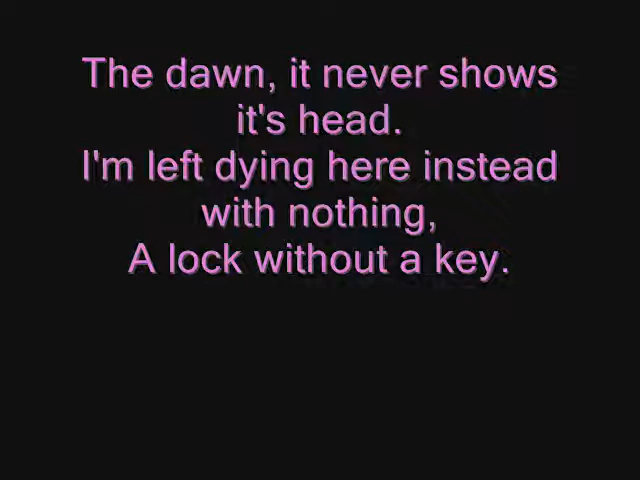 The dawn, it never shows
it's head.
I'm left dying here instead
with nothing,
A lock without a key.